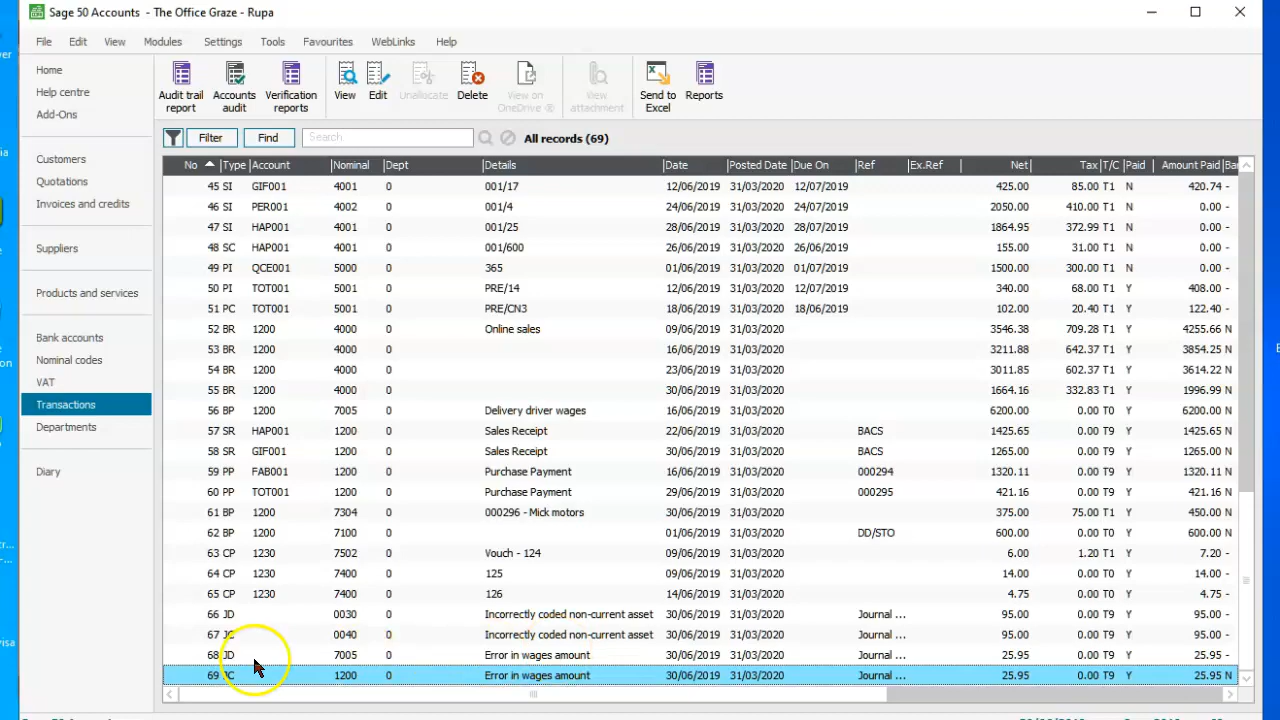 Sage 50 Accounts - The Office Graze - Rupa
File Edit View Modules Settings Tools Favourites WebLinks Help
Home
Help centre
Add-Ons
Customers
Quotations
Invoices and credits
Suppliers
Products and services
Bank accounts
Nominal codes
VAT
Transactions
Departments
Diary
Audit trail report
Accounts audit
Verification reports
View
Edit
Unallocate
Delete
View on OneDrive ®
View attachment
Send to Excel
Reports
Filter Find Search All records (69)
No Type Account Nominal Dept Details Date Posted Date Due On Ref Ex.Ref Net Tax T/C Paid Amount Paid
45 SI GIF001 4001 0 001/17 12/06/2019 31/03/2020 12/07/2019 425.00 85.00 T1 N 420.74 -
46 SI PER001 4002 0 001/4 24/06/2019 31/03/2020 24/07/2019 2050.00 410.00 T1 N 0.00 -
47 SI HAP001 4001 0 001/25 28/06/2019 31/03/2020 28/07/2019 1864.95 372.99 T1 N 0.00 -
48 SC HAP001 4001 0 001/600 26/06/2019 31/03/2020 26/06/2019 155.00 31.00 T1 N 0.00 -
49 PI QCE001 5000 0 365 01/06/2019 31/03/2020 01/07/2019 1500.00 300.00 T1 N 0.00 -
50 PI TOT001 5001 0 PRE/14 12/06/2019 31/03/2020 12/07/2019 340.00 68.00 T1 Y 408.00 -
51 PC TOT001 5001 0 PRE/CN3 18/06/2019 31/03/2020 18/06/2019 102.00 20.40 T1 Y 122.40 -
52 BR 1200 4000 0 Online sales 09/06/2019 31/03/2020 3546.38 709.28 T1 Y 4255.66 N
53 BR 1200 4000 0 16/06/2019 31/03/2020 3211.88 642.37 T1 Y 3854.25 N
54 BR 1200 4000 0 23/06/2019 31/03/2020 3011.85 602.37 T1 Y 3614.22 N
55 BR 1200 4000 0 30/06/2019 31/03/2020 1664.16 332.83 T1 Y 1996.99 N
56 BP 1200 7005 0 Delivery driver wages 16/06/2019 31/03/2020 6200.00 0.00 T0 Y 6200.00 N
57 SR HAP001 1200 0 Sales Receipt 22/06/2019 31/03/2020 BACS 1425.65 0.00 T9 Y 1425.65 N
58 SR GIF001 1200 0 Sales Receipt 30/06/2019 31/03/2020 BACS 1265.00 0.00 T9 Y 1265.00 N
59 PP FAB001 1200 0 Purchase Payment 16/06/2019 31/03/2020 000294 1320.11 0.00 T9 Y 1320.11 N
60 PP TOT001 1200 0 Purchase Payment 29/06/2019 31/03/2020 000295 421.16 0.00 T9 Y 421.16 N
61 BP 1200 7304 0 000296 - Mick motors 30/06/2019 31/03/2020 375.00 75.00 T1 Y 450.00 N
62 BP 1200 7100 0 01/06/2019 31/03/2020 DD/STO 600.00 0.00 T0 Y 600.00 N
63 CP 1230 7502 0 Vouch - 124 09/06/2019 31/03/2020 6.00 1.20 T1 Y 7.20 -
64 CP 1230 7400 0 125 09/06/2019 31/03/2020 14.00 0.00 T0 Y 14.00 -
65 CP 1230 7400 0 126 09/06/2019 31/03/2020 4.75 0.00 T0 Y 4.75 -
66 JD 0030 0 Incorrectly coded non-current asset 30/06/2019 31/03/2020 Journal ... 95.00 0.00 T9 Y 95.00 -
67 JC 0040 0 Incorrectly coded non-current asset 30/06/2019 31/03/2020 Journal ... 95.00 0.00 T9 Y 95.00 -
68 JD 7005 0 Error in wages amount 30/06/2019 31/03/2020 Journal ... 25.95 0.00 T9 Y 25.95 -
69 JC 1200 0 Error in wages amount 30/06/2019 31/03/2020 Journal ... 25.95 0.00 T9 Y 25.95 N